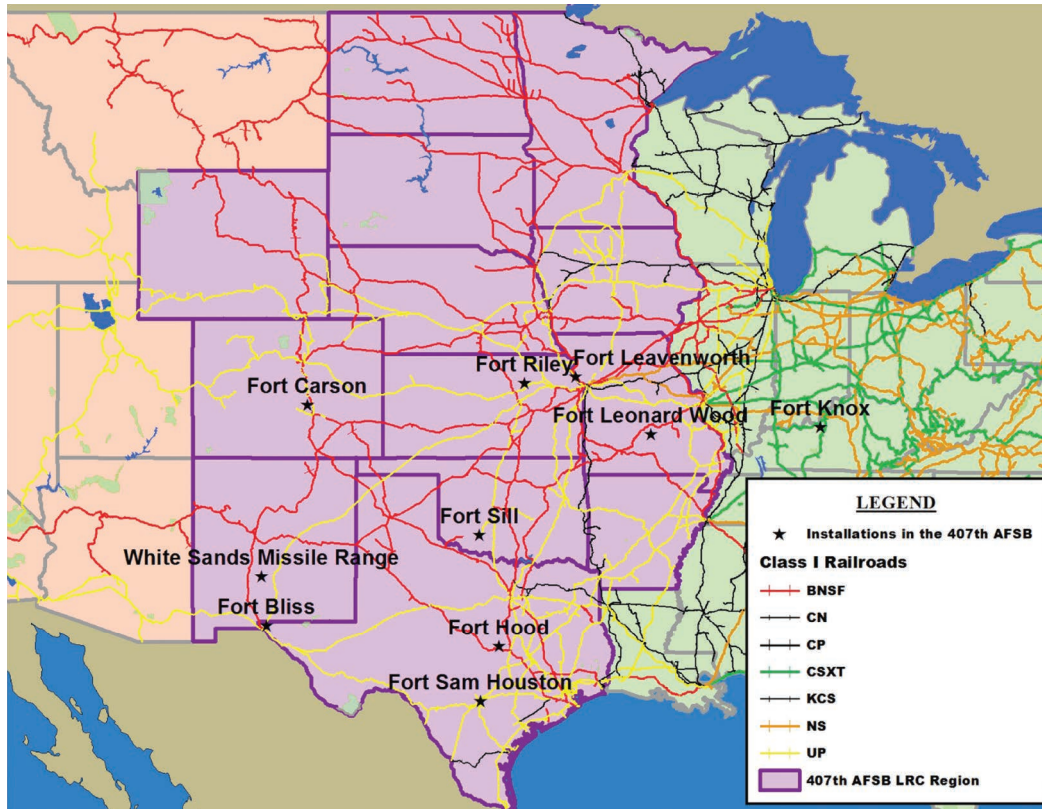 Fort Riley
Fort Leavenworth
Fort Carson
Fort Leonard Wood
Fort Knox
Fort Sill
White Sands Missile Range
Fort Bliss
Fort Hood
Fort Sam Houston
LEGEND
Installations in the 407th AFSB
Class I Railroads
BNSF
CN
CP
CSXT
KCS
NS
UP
407th AFSB LRC Region